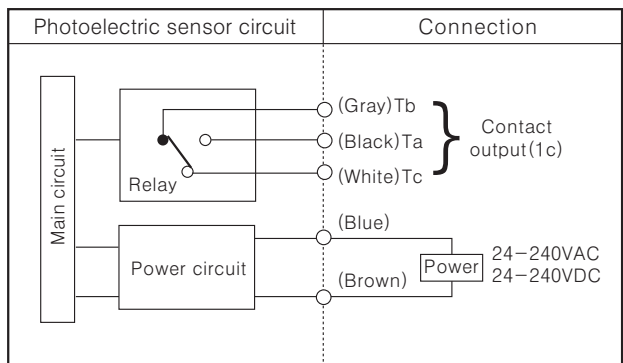 Photoelectric sensor circuit
Connection
Main circuit
Relay
(Gray)Tb
(Black)Ta
(White)Tc
Contact
output(1c)
Power circuit
(Blue)
(Brown)
Power
24-240VAC
24-240VDC